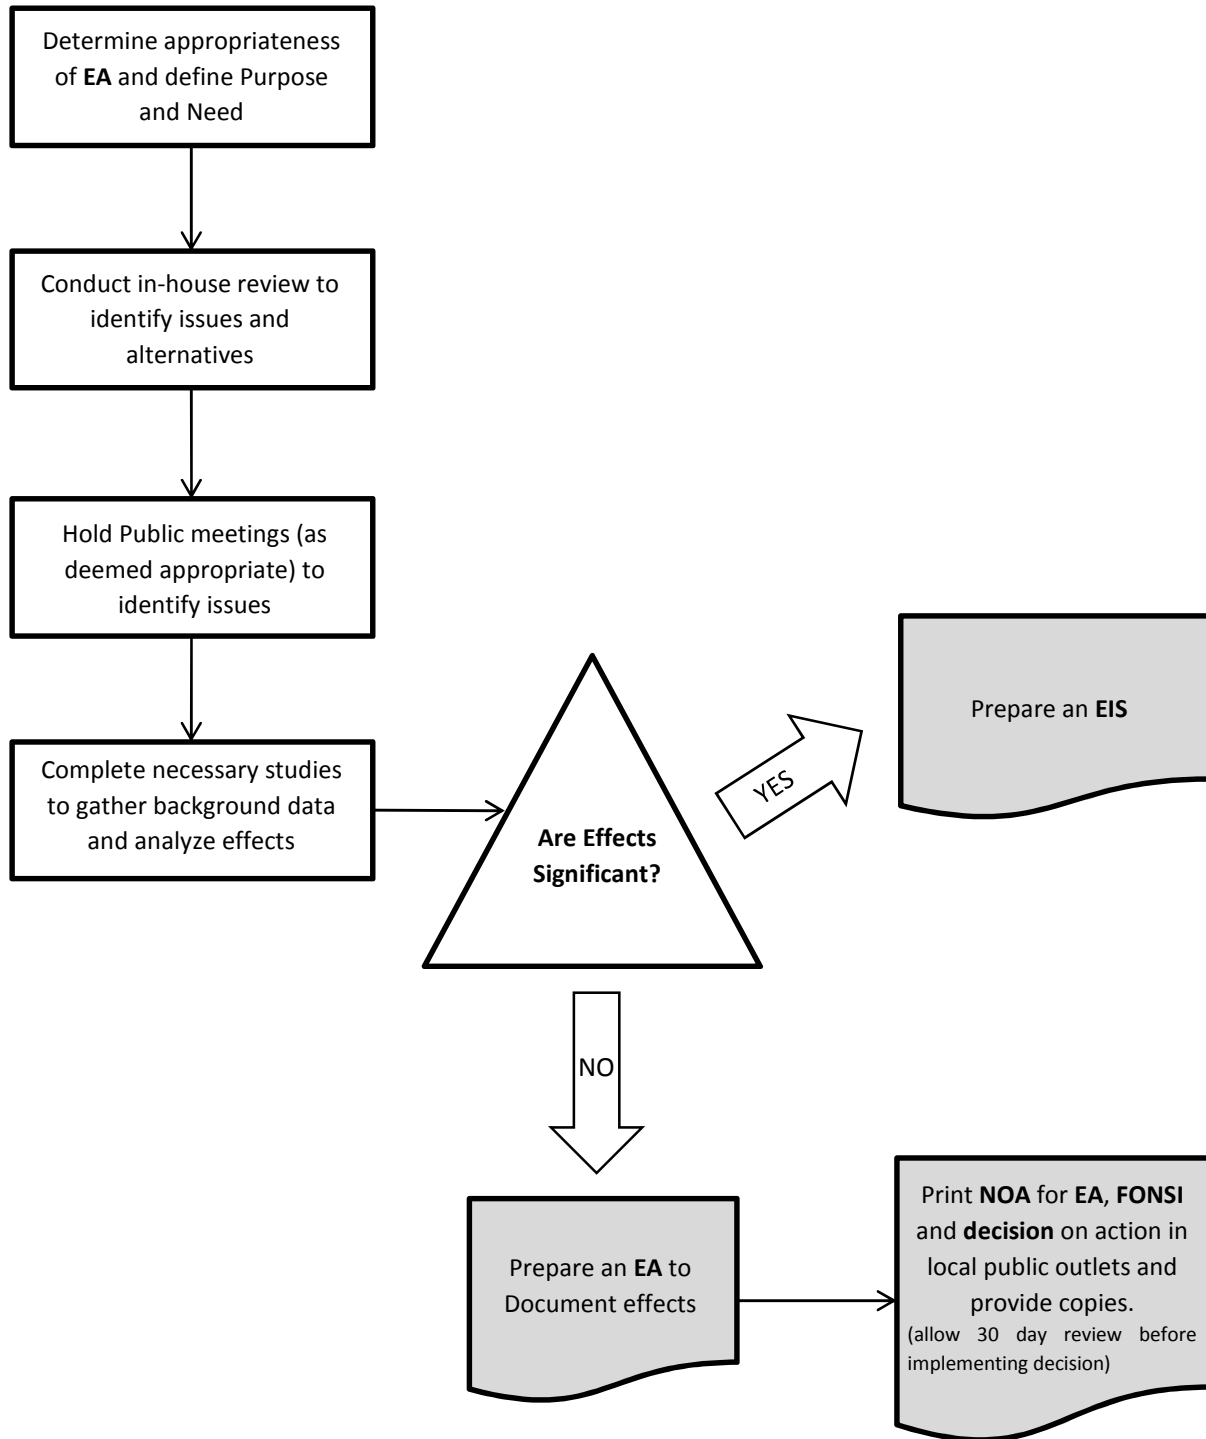 Determine appropriateness
of EA and define Purpose
and Need
Conduct in-house review to
identify issues and
alternatives
Hold Public meetings (as
deemed appropriate) to
identify issues
Complete necessary studies
to gather background data
and analyze effects
Are Effects
Significant?
YES
Prepare an EIS
NO
Prepare an EA to
Document effects
Print NOA for EA, FONSI
and decision on action in
local public outlets and
provide copies.
(allow 30 day review before
implementing decision)